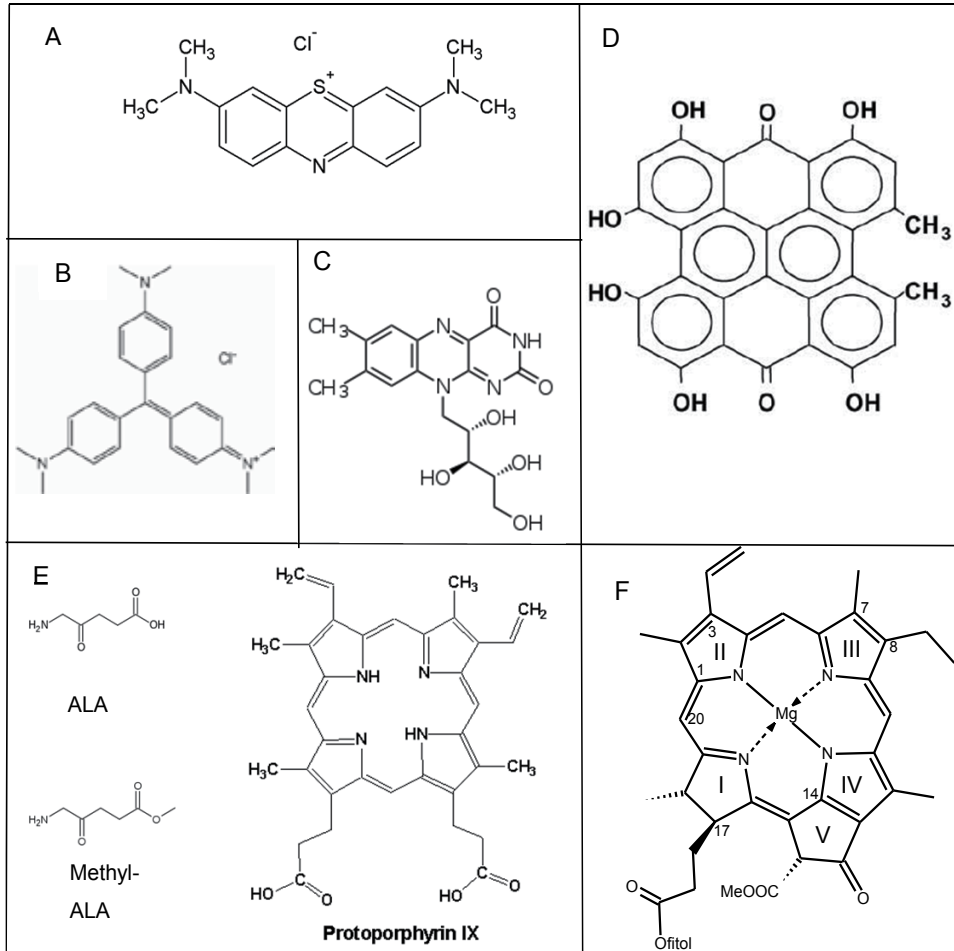 A
CH₃
Cl⁻
CH₃
H₃C
N
S⁺
N
CH₃
N
B
N
Cl⁻
N
N⁺
C
O
CH₃
N
NH
CH₃
N
N
O
OH
HO
OH
OH
D
OH
O
OH
HO
CH₃
HO
CH₃
OH
O
OH
E
O
H₂N
OH
O
ALA
O
H₂N
O
O
Methyl-
ALA
H₂C
CH₃
CH₂
H₃C
NH
N
N
HN
H₃C
CH₃
HO
C
O
HO
C
O
Protoporphyrin IX
F
3
7
II
III
8
1
N
N
20
Mg
N
N
I
14
IV
17
V
MeOOC
O
O
Ofitol